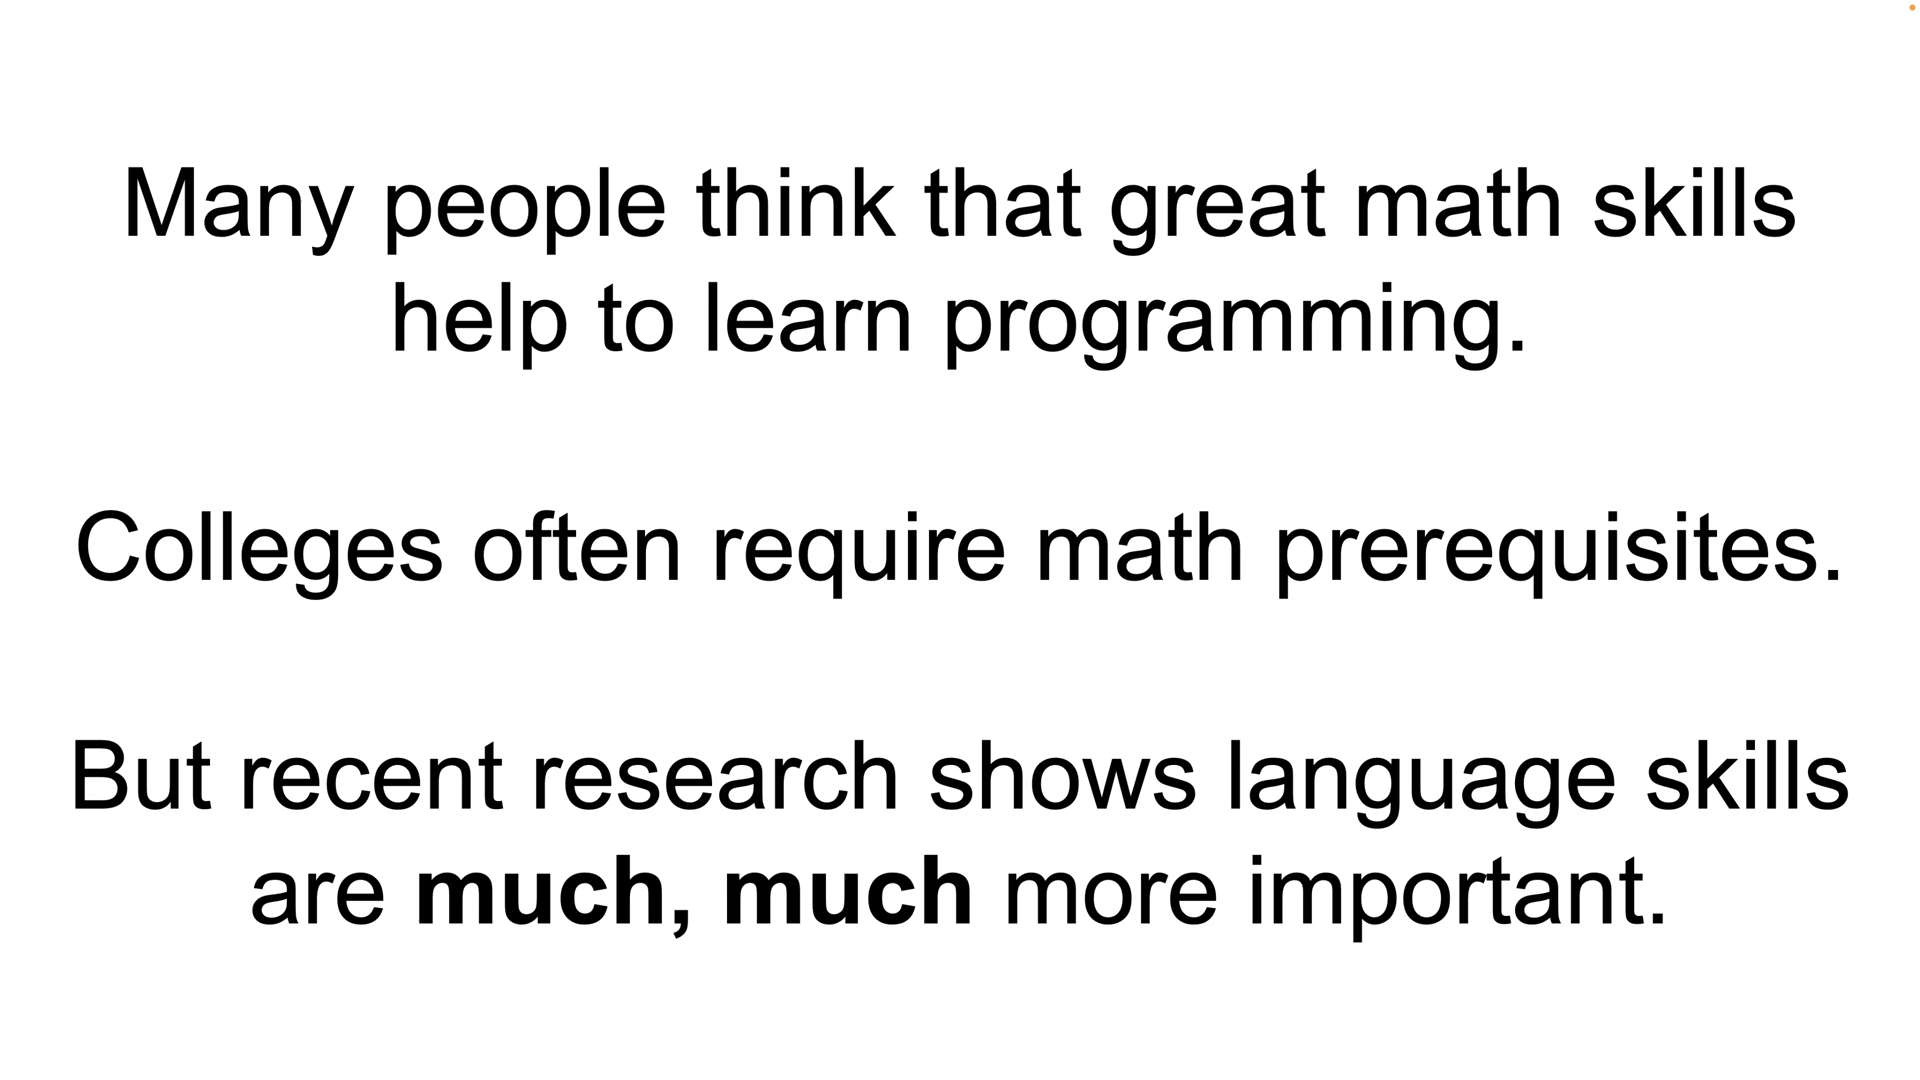 Many people think that great math skills
help to learn programming.
Colleges often require math prerequisites.
But recent research shows language skills
are much, much more important.